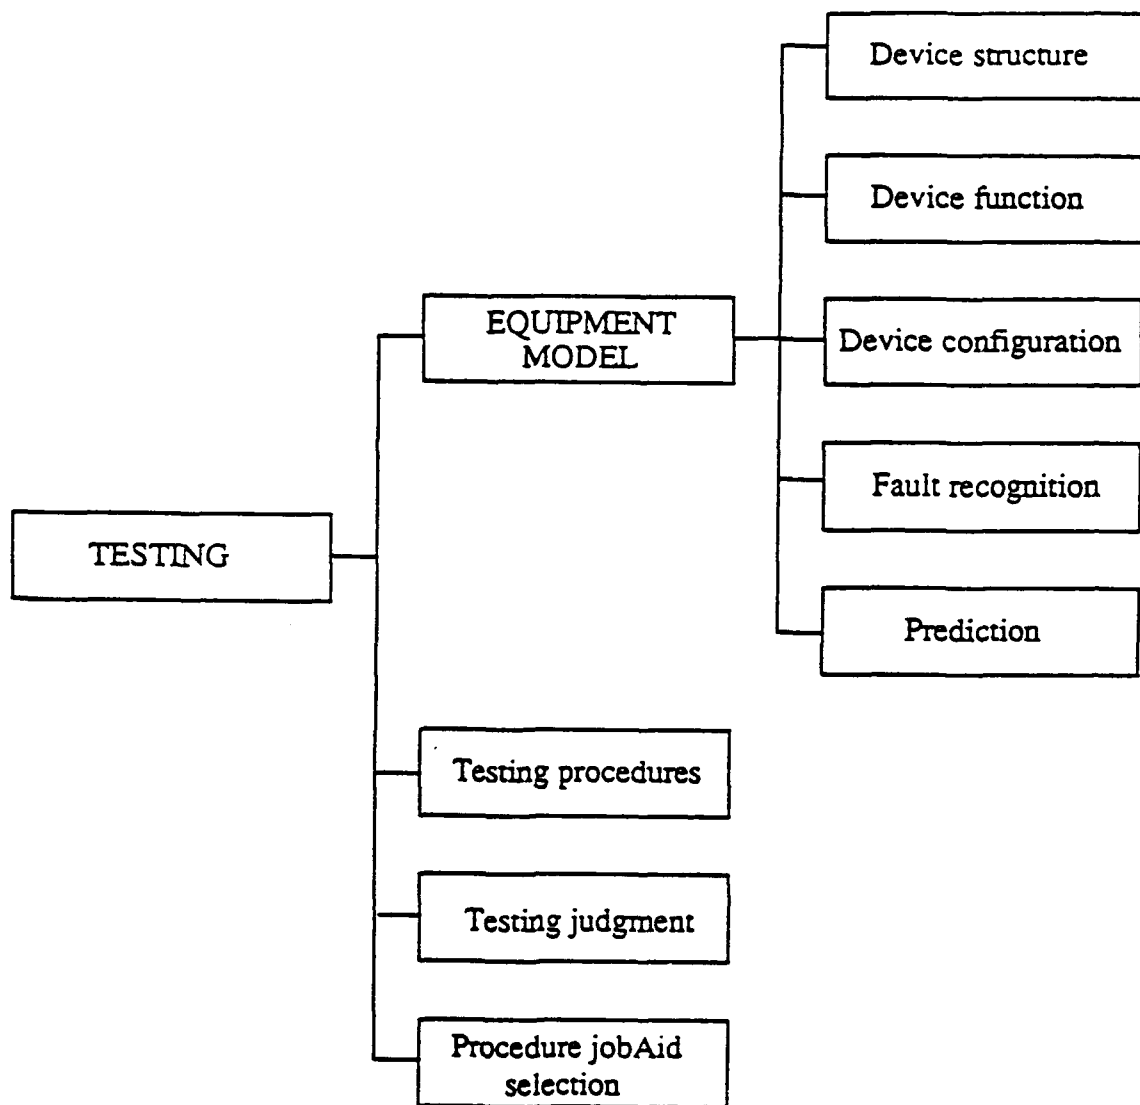 Device structure
Device function
EQUIPMENT
MODEL
Device configuration
Fault recognition
TESTING
Prediction
Testing procedures
Testing judgment
Procedure jobAid
selection